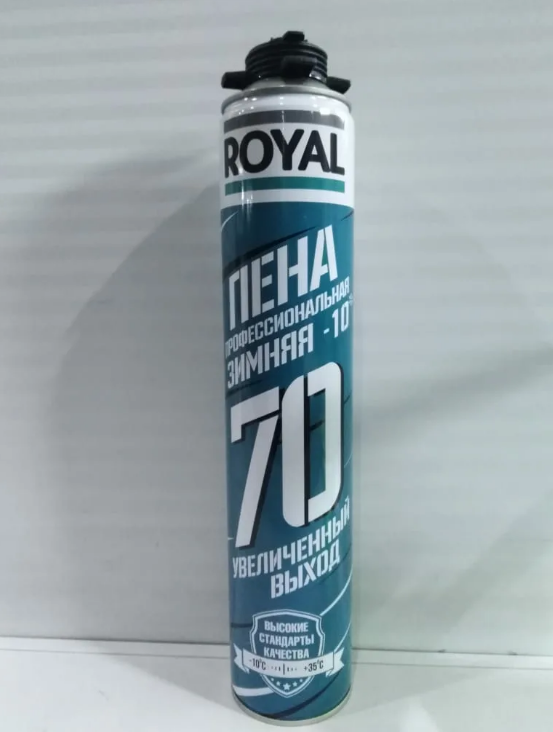 ROYAL
ПЕНА
ПРОФЕССИОНАЛЬНАЯ
ЗИМНЯЯ -10°
70
УВЕЛИЧЕННЫЙ
ВЫХОД
ВЫСОКИЕ
СТАНДАРТЫ
КАЧЕСТВА
-10°C +35°C